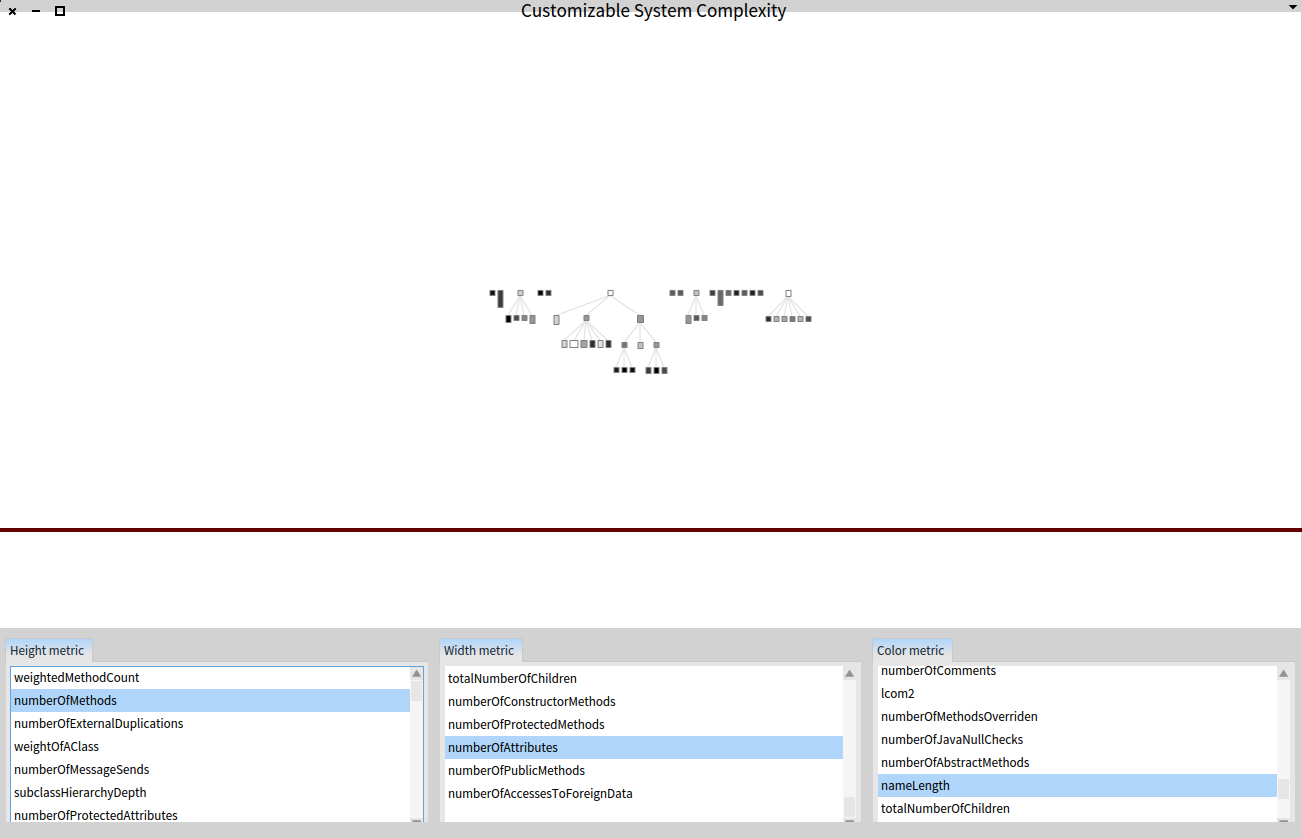 Customizable System Complexity
Height metric
weightedMethodCount
numberOfMethods
numberOfExternalDuplications
weightOfAClass
numberOfMessageSends
subclassHierarchyDepth
numberOfProtectedAttributes
Width metric
totalNumberOfChildren
numberOfConstructorMethods
numberOfProtectedMethods
numberOfAttributes
numberOfPublicMethods
numberOfAccessesToForeignData
Color metric
numberOfComments
lcom2
numberOfMethodsOverriden
numberOfJavaNullChecks
numberOfAbstractMethods
nameLength
totalNumberOfChildren